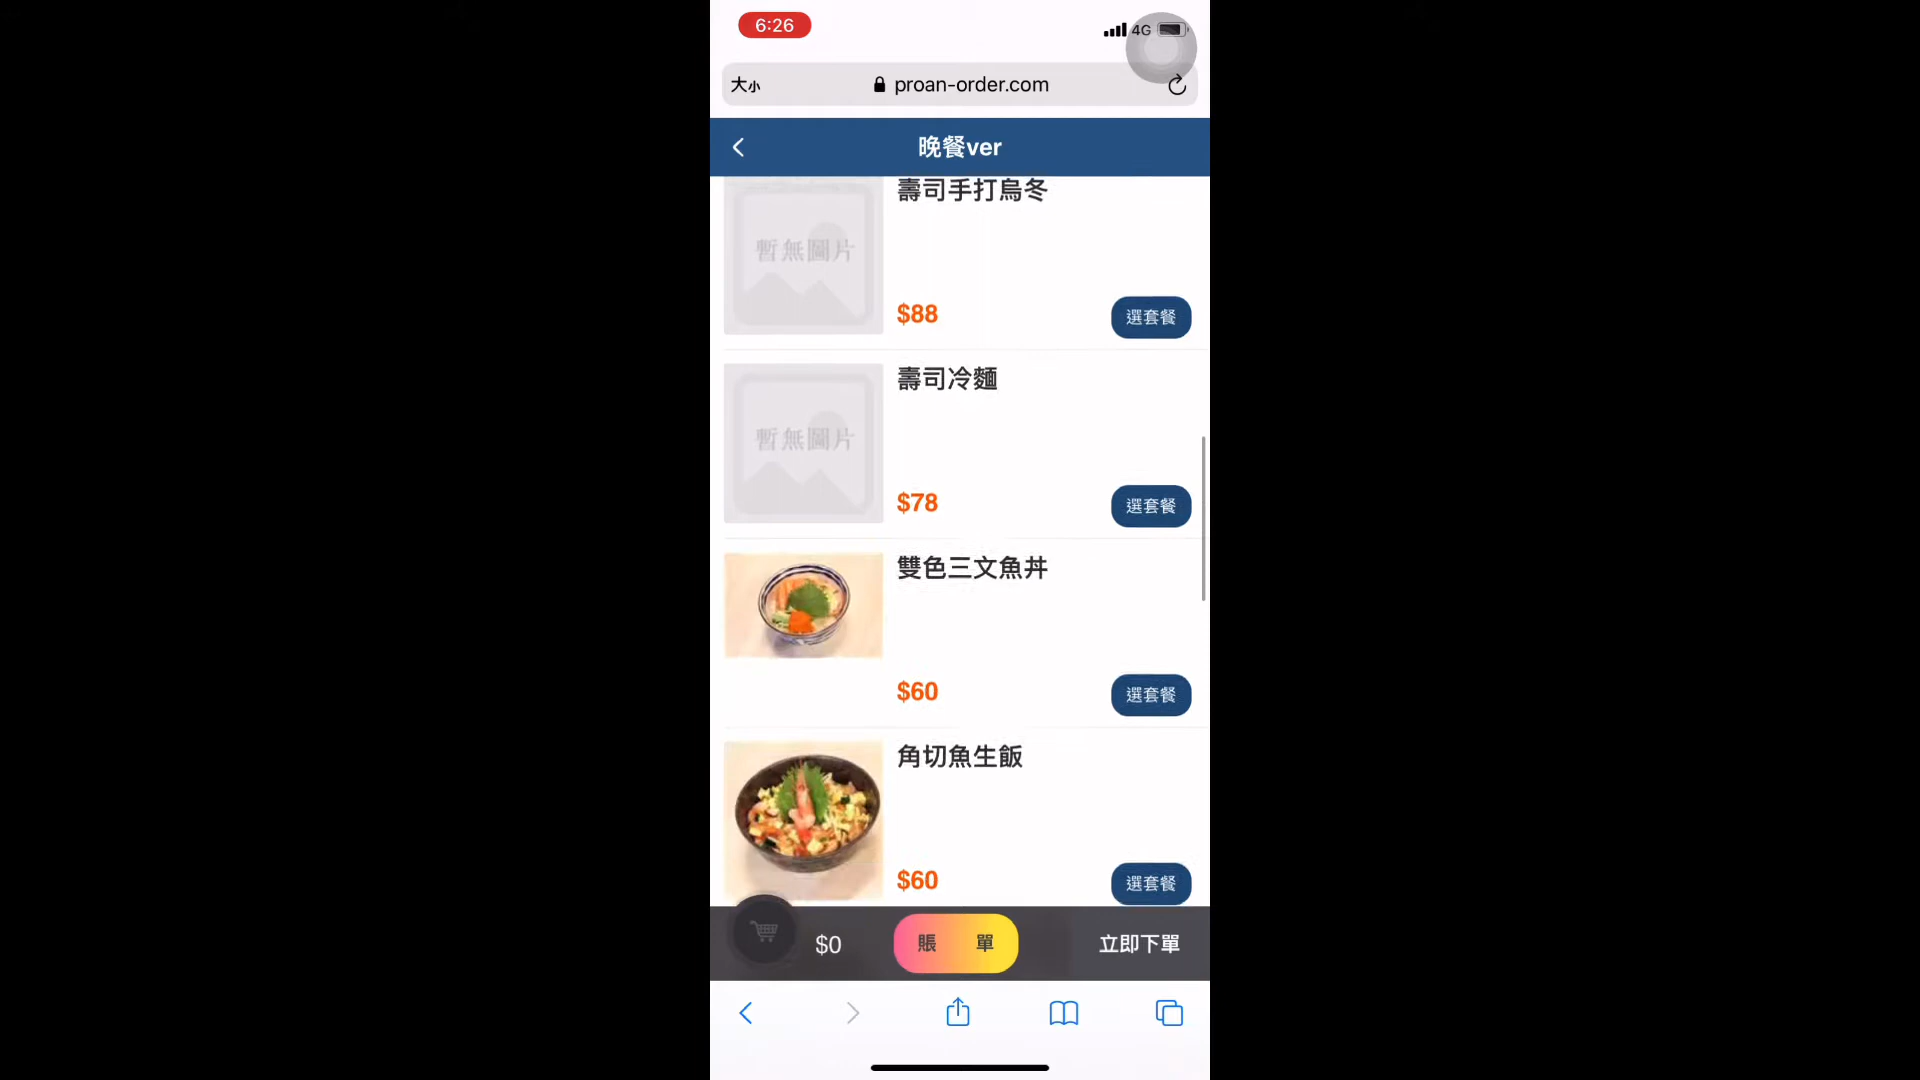 6:26
4G
大小 proan-order.com
晚餐ver
壽司手打烏冬
暫無圖片
$88
選套餐
壽司冷麵
暫無圖片
$78
選套餐
雙色三文魚丼
$60
選套餐
角切魚生飯
$60
選套餐
$0 賬 單 立即下單